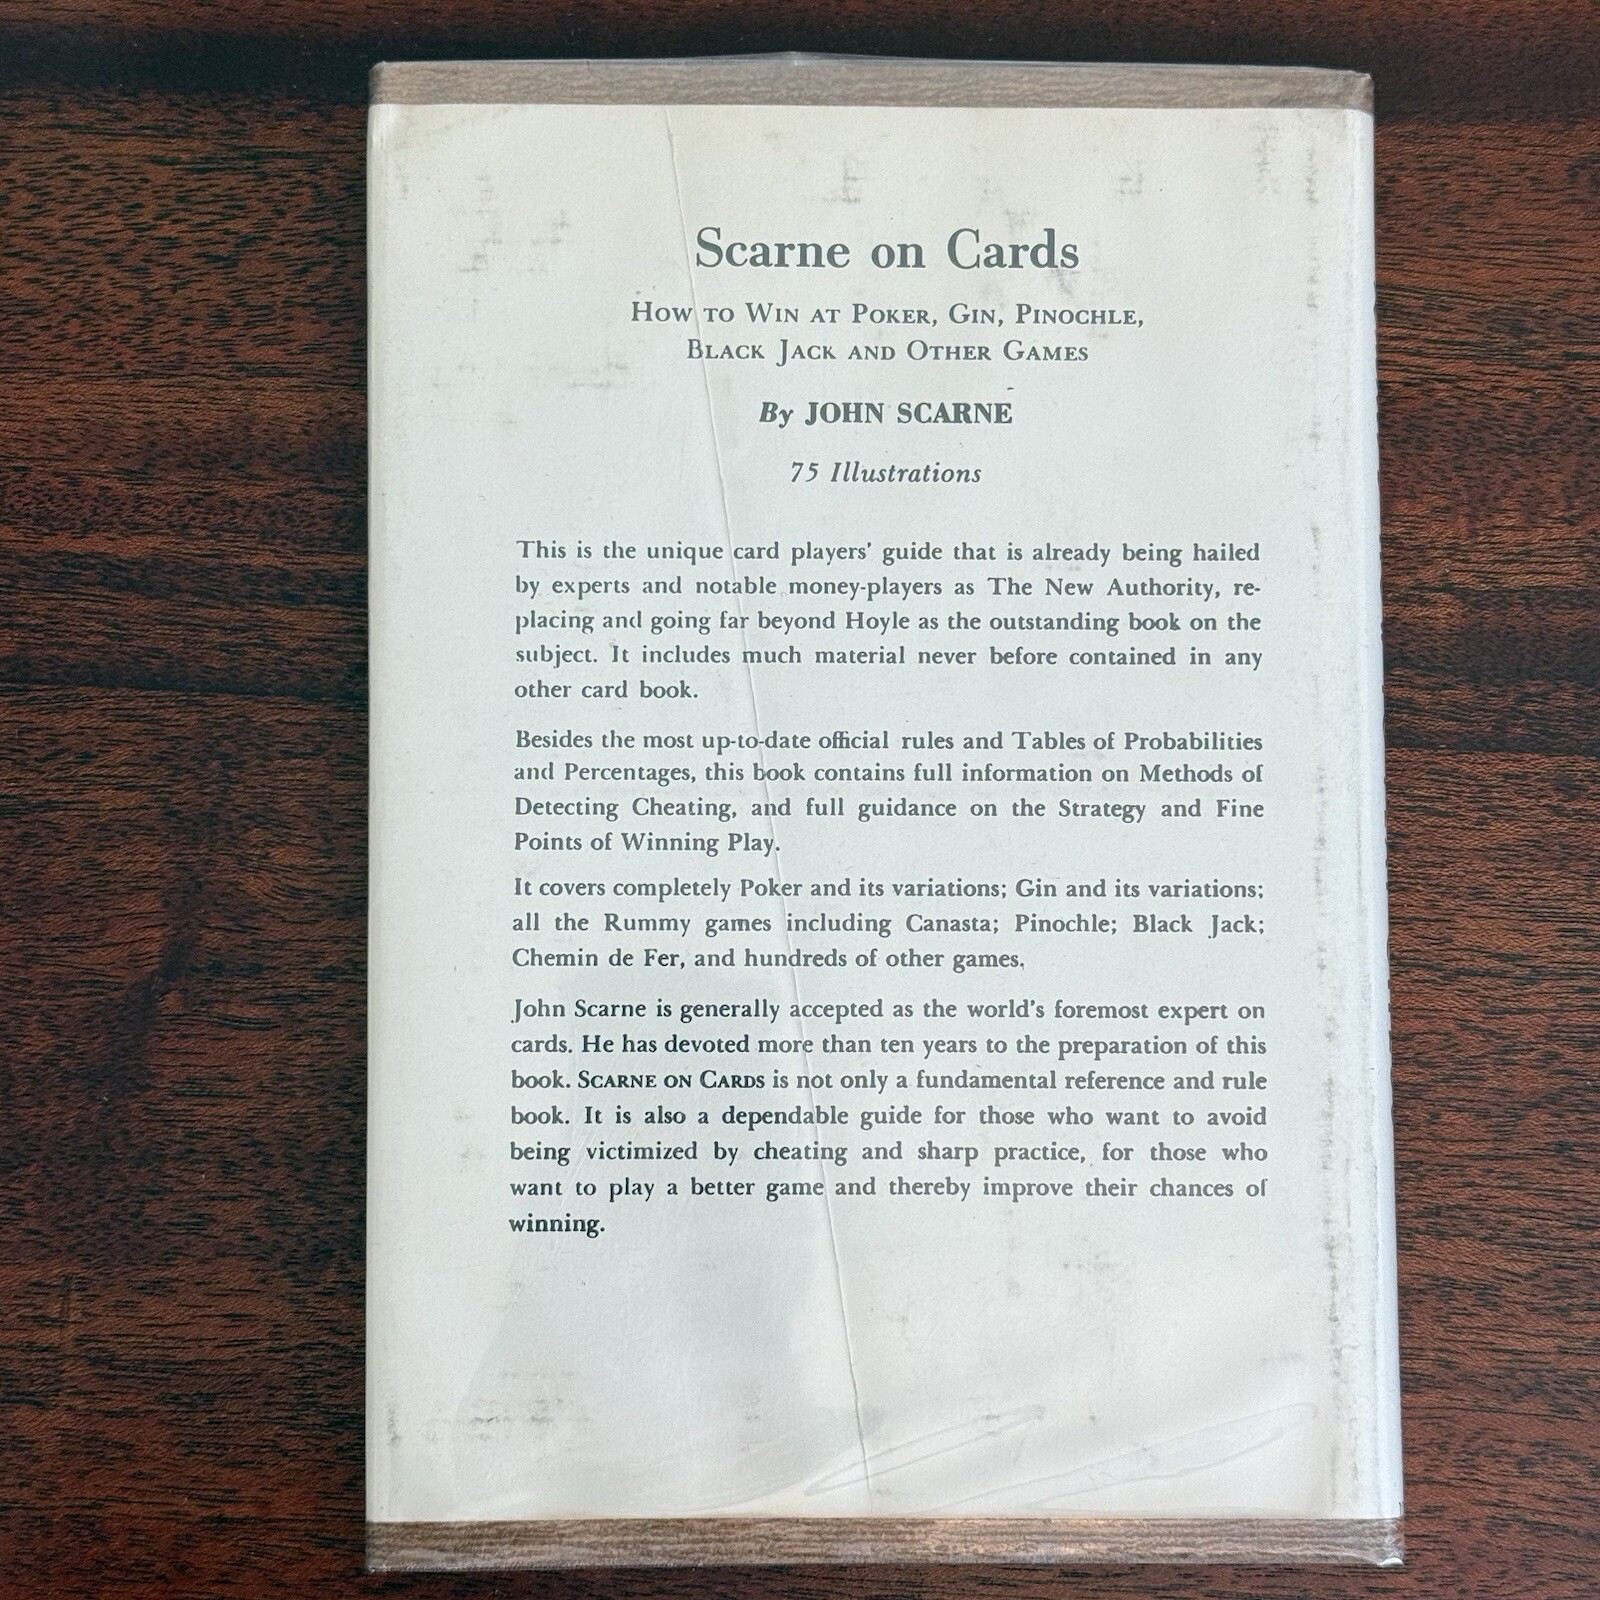 Scarne on Cards
How to Win at Poker, Gin, Pinochle,
Black Jack and Other Games
By JOHN SCARNE
75 Illustrations
This is the unique card players' guide that is already being hailed
by experts and notable money-players as The New Authority, re-
placing and going far beyond Hoyle as the outstanding book on the
subject. It includes much material never before contained in any
other card book.
Besides the most up-to-date official rules and Tables of Probabilities
and Percentages, this book contains full information on Methods of
Detecting Cheating, and full guidance on the Strategy and Fine
Points of Winning Play.
It covers completely Poker and its variations; Gin and its variations;
all the Rummy games including Canasta; Pinochle; Black Jack;
Chemin de Fer, and hundreds of other games.
John Scarne is generally accepted as the world's foremost expert on
cards. He has devoted more than ten years to the preparation of this
book. Scarne on Cards is not only a fundamental reference and rule
book. It is also a dependable guide for those who want to avoid
being victimized by cheating and sharp practice, for those who
want to play a better game and thereby improve their chances of
winning.